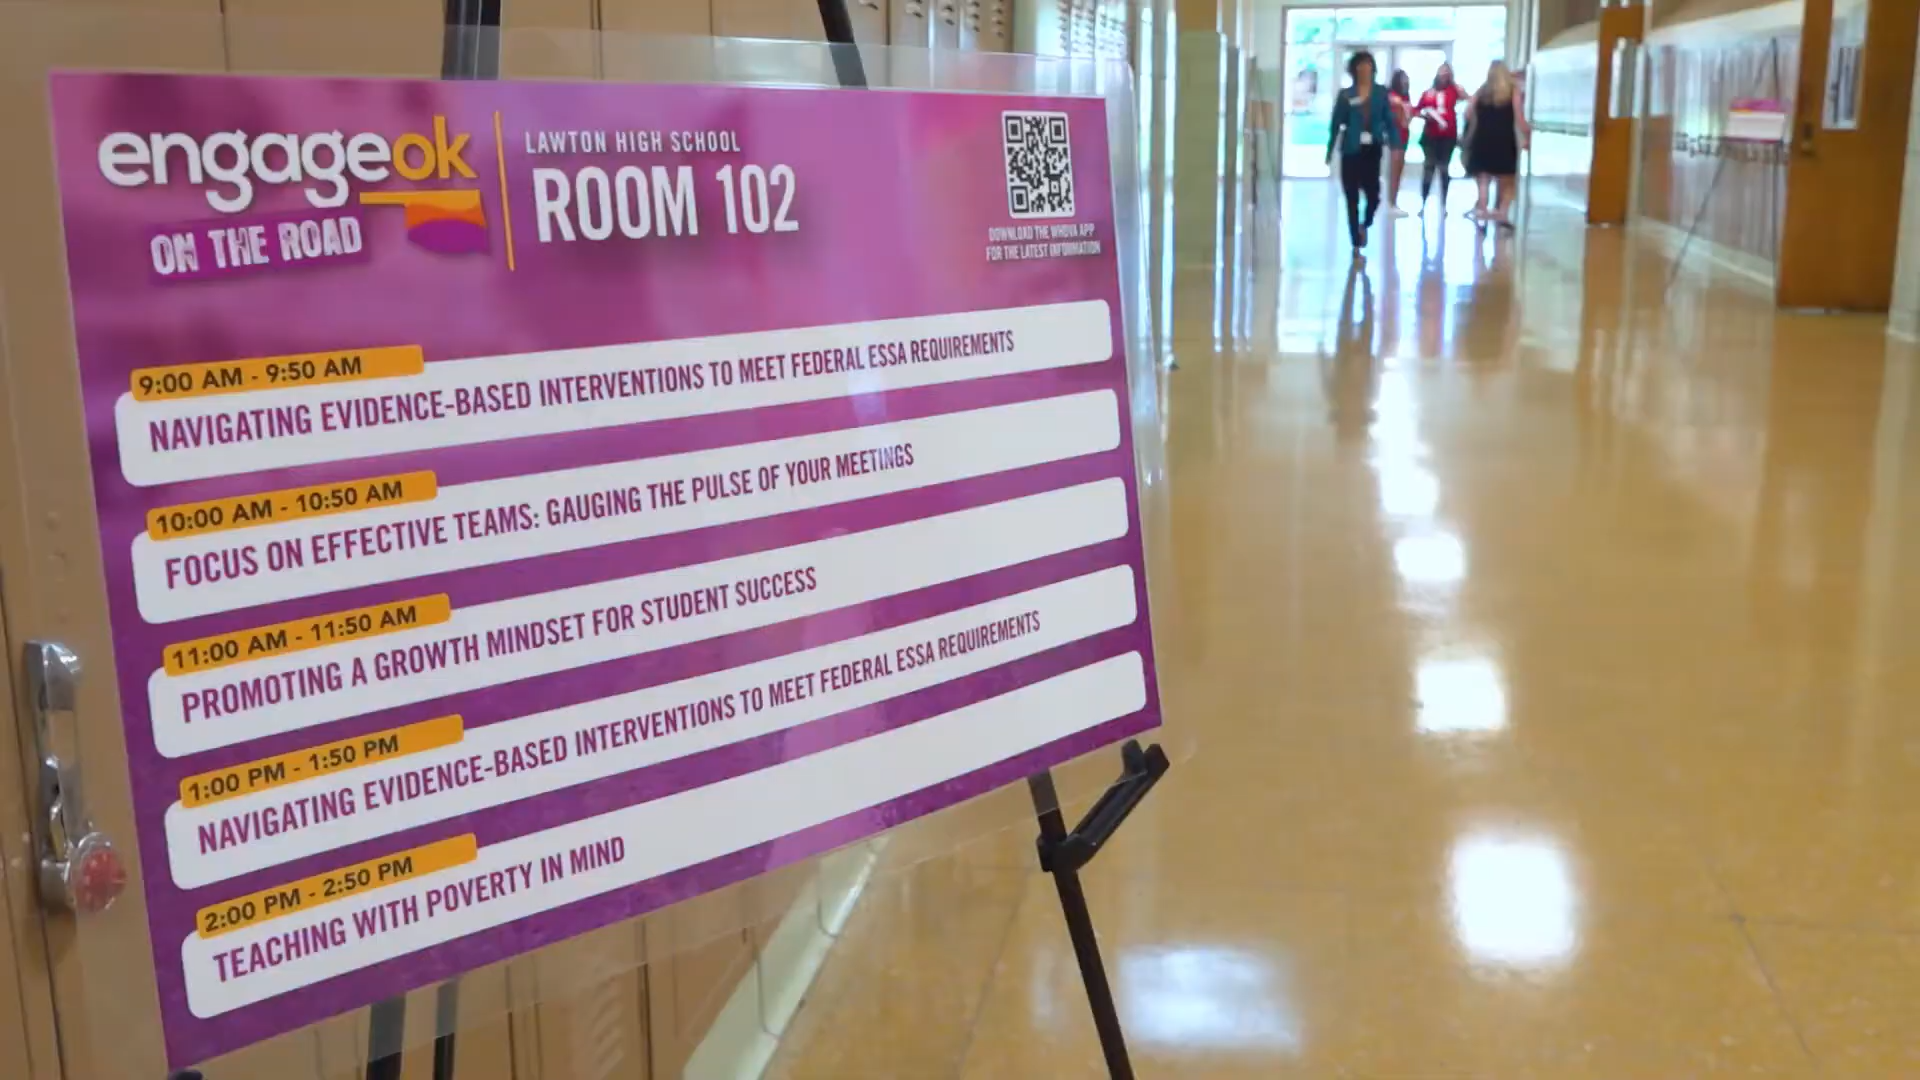 engageok
ON THE ROAD
LAWTON HIGH SCHOOL
ROOM 102
DOWNLOAD THE WHOVA APP
FOR THE LATEST INFORMATION
9:00 AM - 9:50 AM
NAVIGATING EVIDENCE-BASED INTERVENTIONS TO MEET FEDERAL ESSA REQUIREMENTS
10:00 AM - 10:50 AM
FOCUS ON EFFECTIVE TEAMS: GAUGING THE PULSE OF YOUR MEETINGS
11:00 AM - 11:50 AM
PROMOTING A GROWTH MINDSET FOR STUDENT SUCCESS
1:00 PM - 1:50 PM
NAVIGATING EVIDENCE-BASED INTERVENTIONS TO MEET FEDERAL ESSA REQUIREMENTS
2:00 PM - 2:50 PM
TEACHING WITH POVERTY IN MIND